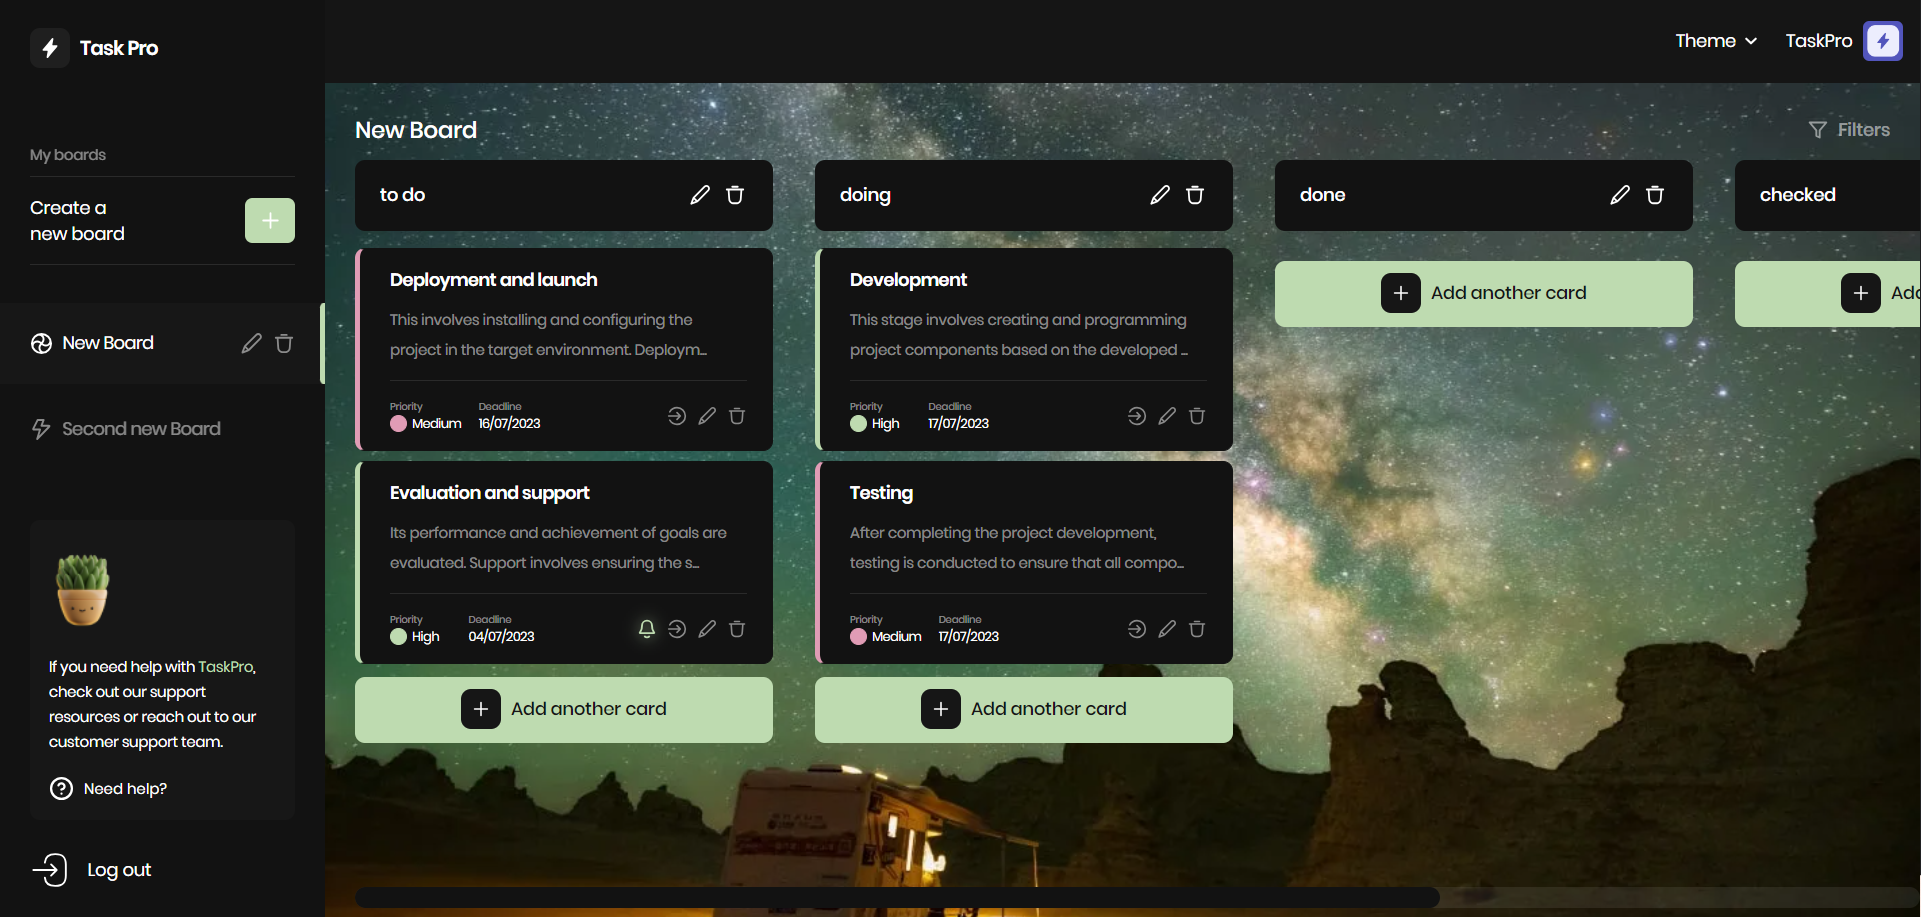 Task Pro
Theme
TaskPro
My boards
Create a
new board
New Board
Second new Board
If you need help with TaskPro,
check out our support
resources or reach out to our
customer support team.
Need help?
Log out
New Board
Filters
to do
Deployment and launch
This involves installing and configuring the
project in the target environment. Deploym...
Priority
Deadline
Medium
16/07/2023
Evaluation and support
Its performance and achievement of goals are
evaluated. Support involves ensuring the s...
Priority
Deadline
High
04/07/2023
Add another card
doing
Development
This stage involves creating and programming
project components based on the developed ...
Priority
Deadline
High
17/07/2023
Testing
After completing the project development,
testing is conducted to ensure that all compo...
Priority
Deadline
Medium
17/07/2023
Add another card
done
Add another card
checked